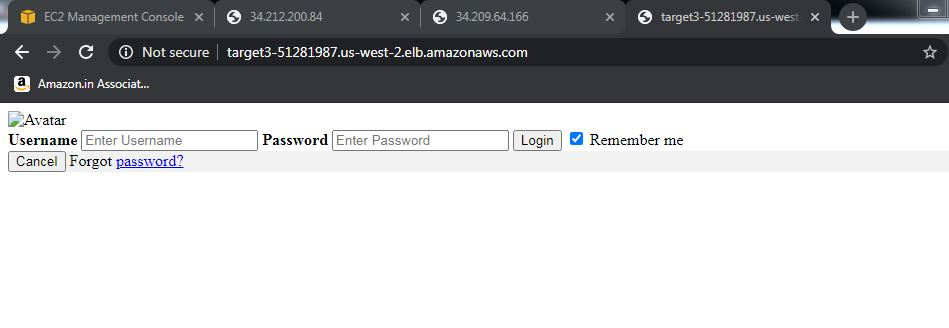 EC2 Management Console
34.212.200.84
34.209.64.166
target3-51281987.us-west-
Not secure target3-51281987.us-west-2.elb.amazonaws.com
Amazon.in Associat...
Avatar
Username Enter Username Password Enter Password Login Remember me
Cancel Forgot password?